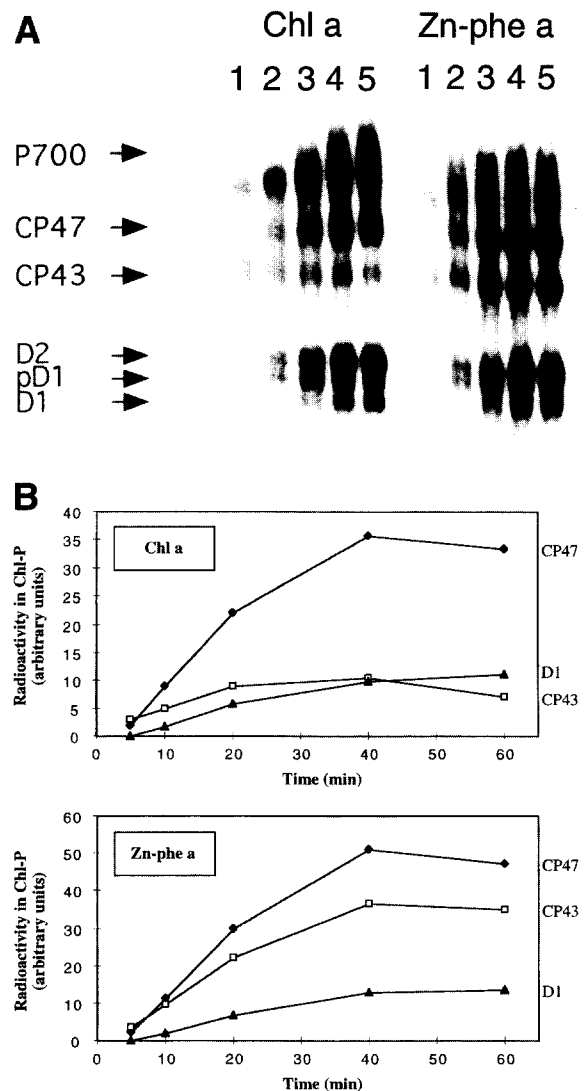 A
Chl a Zn-phe a
1 2 3 4 5 1 2 3 4 5
P700
CP47
CP43
D2
pD1
D1
B
40
35
30
25
20
15
10
5
0
Radioactivity in Chl-P
(arbitrary units)
Chl a
CP47
D1
CP43
0 10 20 30 40 50 60
Time (min)
60
50
40
30
20
10
0
Radioactivity in Chl-P
(arbitrary units)
Zn-phe a
CP47
CP43
D1
0 10 20 30 40 50 60
Time (min)